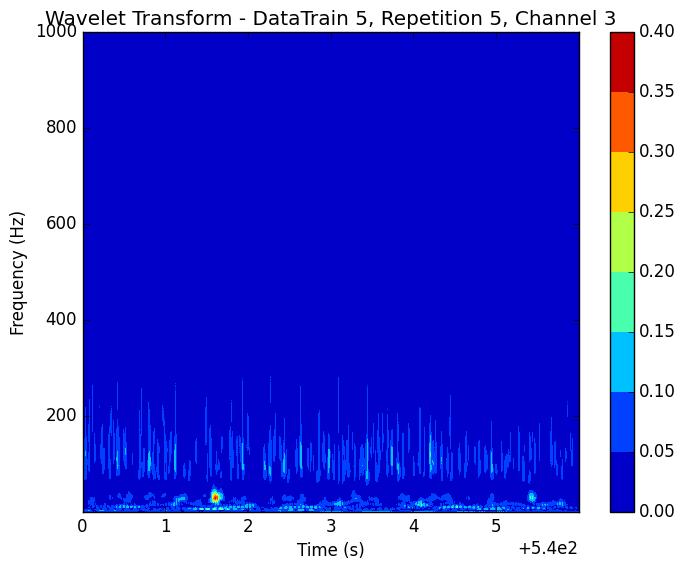 Wavelet Transform - DataTrain 5, Repetition 5, Channel 3
1000
800
600
400
200
Frequency (Hz)
0 1 2 3 4 5
+5.4e2
Time (s)
0.40
0.35
0.30
0.25
0.20
0.15
0.10
0.05
0.00